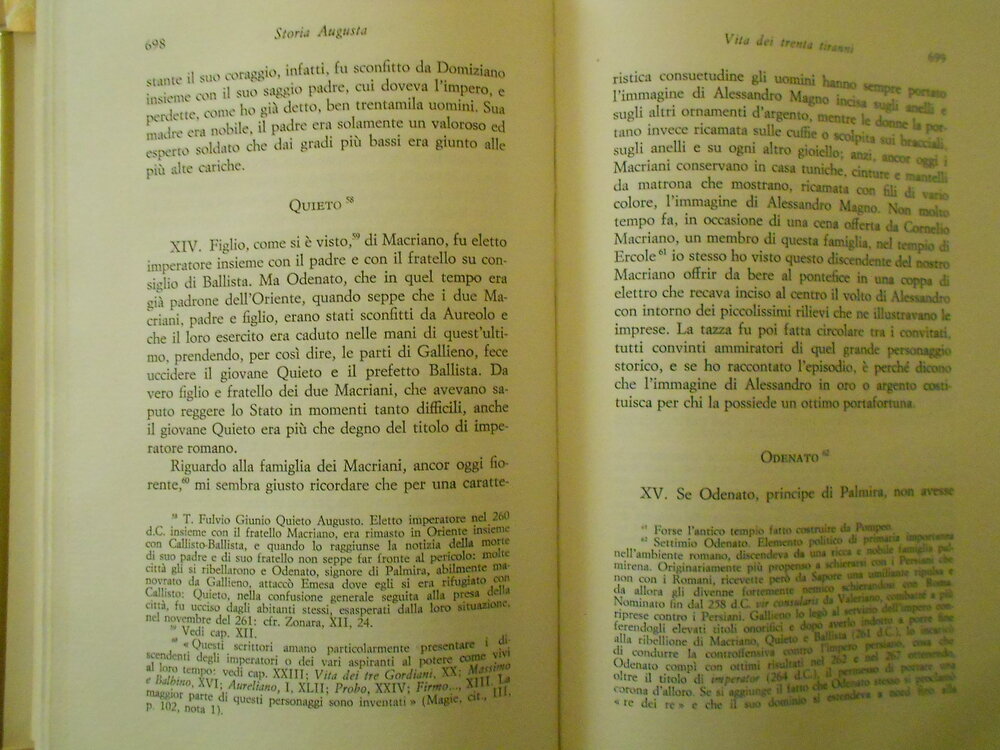 698
Storia Augusta
stante il suo coraggio, infatti, fu sconfitto da Domiziano
insieme con il suo saggio padre, cui doveva l'impero, e
perdette, come ho già detto, ben trentamila uomini. Sua
madre era nobile, il padre era solamente un valoroso ed
esperto soldato che dai gradi più bassi era giunto alle
più alte cariche.
QUIETO 58
XIV. Figlio, come si è visto,59 di Macriano, fu eletto
imperatore insieme con il padre e con il fratello su con-
siglio di Ballista. Ma Odenato, che in quel tempo era
già padrone dell'Oriente, quando seppe che i due Ma-
criani, padre e figlio, erano stati sconfitti da Aureolo e
che il loro esercito era caduto nelle mani di quest'ulti-
mo, prendendo, per così dire, le parti di Gallieno, fece
uccidere il giovane Quieto e il prefetto Ballista. Da
vero figlio e fratello dei due Macriani, che avevano sa-
puto reggere lo Stato in momenti tanto difficili, anche
il giovane Quieto era più che degno del titolo di impe-
ratore romano.
Riguardo alla famiglia dei Macriani, ancor oggi fio-
rente,60 mi sembra giusto ricordare che per una caratte-
58 T. Fulvio Giunio Quieto Augusto. Eletto imperatore nel 260
d.C. insieme con il fratello Macriano, era rimasto in Oriente insieme
con Callisto-Ballista, e quando lo raggiunse la notizia della morte
di suo padre e di suo fratello non seppe far fronte al pericolo: molte
città gli si ribellarono e Odenato, signore di Palmira, abilmente ma-
novrato da Gallieno, attaccò Emesa dove egli si era rifugiato con
Callisto: Quieto, nella confusione generale seguita alla presa della
città, fu ucciso dagli abitanti stessi, esasperati dalla loro situazione,
nel novembre del 261: cfr. Zonara, XII, 24.
59 Vedi cap. XII.
60 « Questi scrittori amano particolarmente presentare i di-
scendenti degli imperatori o dei vari aspiranti al potere come vivi
al loro tempo: vedi cap. XXIII; Vita dei tre Gordiani, XX; Massimo
e Balbino, XVI; Aureliano, I, XLII; Probo, XXIV; Firmo..., XIII. La
maggior parte di questi personaggi sono inventati » (Magie, cit., III,
p. 102, nota 1).
Vita dei trenta tiranni
699
ristica consuetudine gli uomini hanno sempre portato
l'immagine di Alessandro Magno incisa sugli anelli e
sugli altri ornamenti d'argento, mentre le donne la por-
tano invece ricamata sulle cuffie o scolpita sui bracciali,
sugli anelli e su ogni altro gioiello; anzi, ancor oggi i
Macriani conservano in casa tuniche, cinture e mantelli
da matrona che mostrano, ricamata con fili di vario
colore, l'immagine di Alessandro Magno. Non molto
tempo fa, in occasione di una cena offerta da Cornelio
Macriano, un membro di questa famiglia, nel tempio di
Ercole 61 io stesso ho visto questo discendente del nostro
Macriano offrir da bere al pontefice in una coppa di
elettro che recava inciso al centro il volto di Alessandro
con intorno dei piccolissimi rilievi che ne illustravano le
imprese. La tazza fu poi fatta circolare tra i convitati,
tutti convinti ammiratori di quel grande personaggio
storico, e se ho raccontato l'episodio, è perché dicono
che l'immagine di Alessandro in oro o argento costi-
tuisca per chi la possiede un ottimo portafortuna.
ODENATO 62
XV. Se Odenato, principe di Palmira, non avesse
61 Forse l'antico tempio fatto costruire da Pompeo.
62 Settimio Odenato. Elemento politico di primaria importanza
nell'ambiente romano, discendeva da una ricca e nobile famiglia pal-
mirena. Originariamente più propenso a schierarsi con i Persiani che
non con i Romani, ricevette però da Sapore una umiliante ripulsa e
da allora gli divenne fortemente nemico schierandosi con Roma.
Nominato fin dal 258 d.C. vir consularis da Valeriano, combatté a più
riprese contro i Persiani. Gallieno lo legò al servizio dell'impero con-
ferendogli elevati titoli onorifici e dopo averlo indotto a porre fine
alla ribellione di Macriano, Quieto e Ballista (261 d.C.), lo incaricò
di condurre la controffensiva contro l'impero persiano, cosa che
Odenato compì con ottimi risultati nel 262 e nel 267 ottenendo,
oltre il titolo di imperator (264 d.C.), il permesso di portare una
corona d'alloro. Se si aggiunge il fatto che Odenato stesso si proclamò
« re dei re » e che il suo dominio si estendeva a nord fino alla